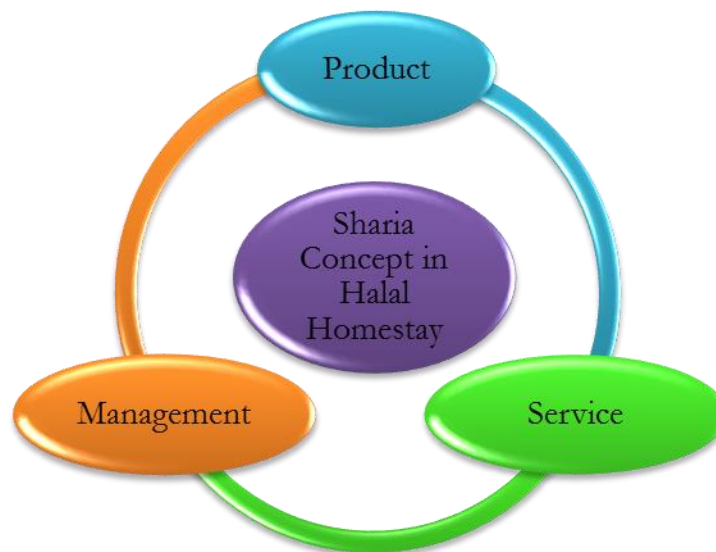 Product
Sharia
Concept in
Halal
Homestay
Management
Service